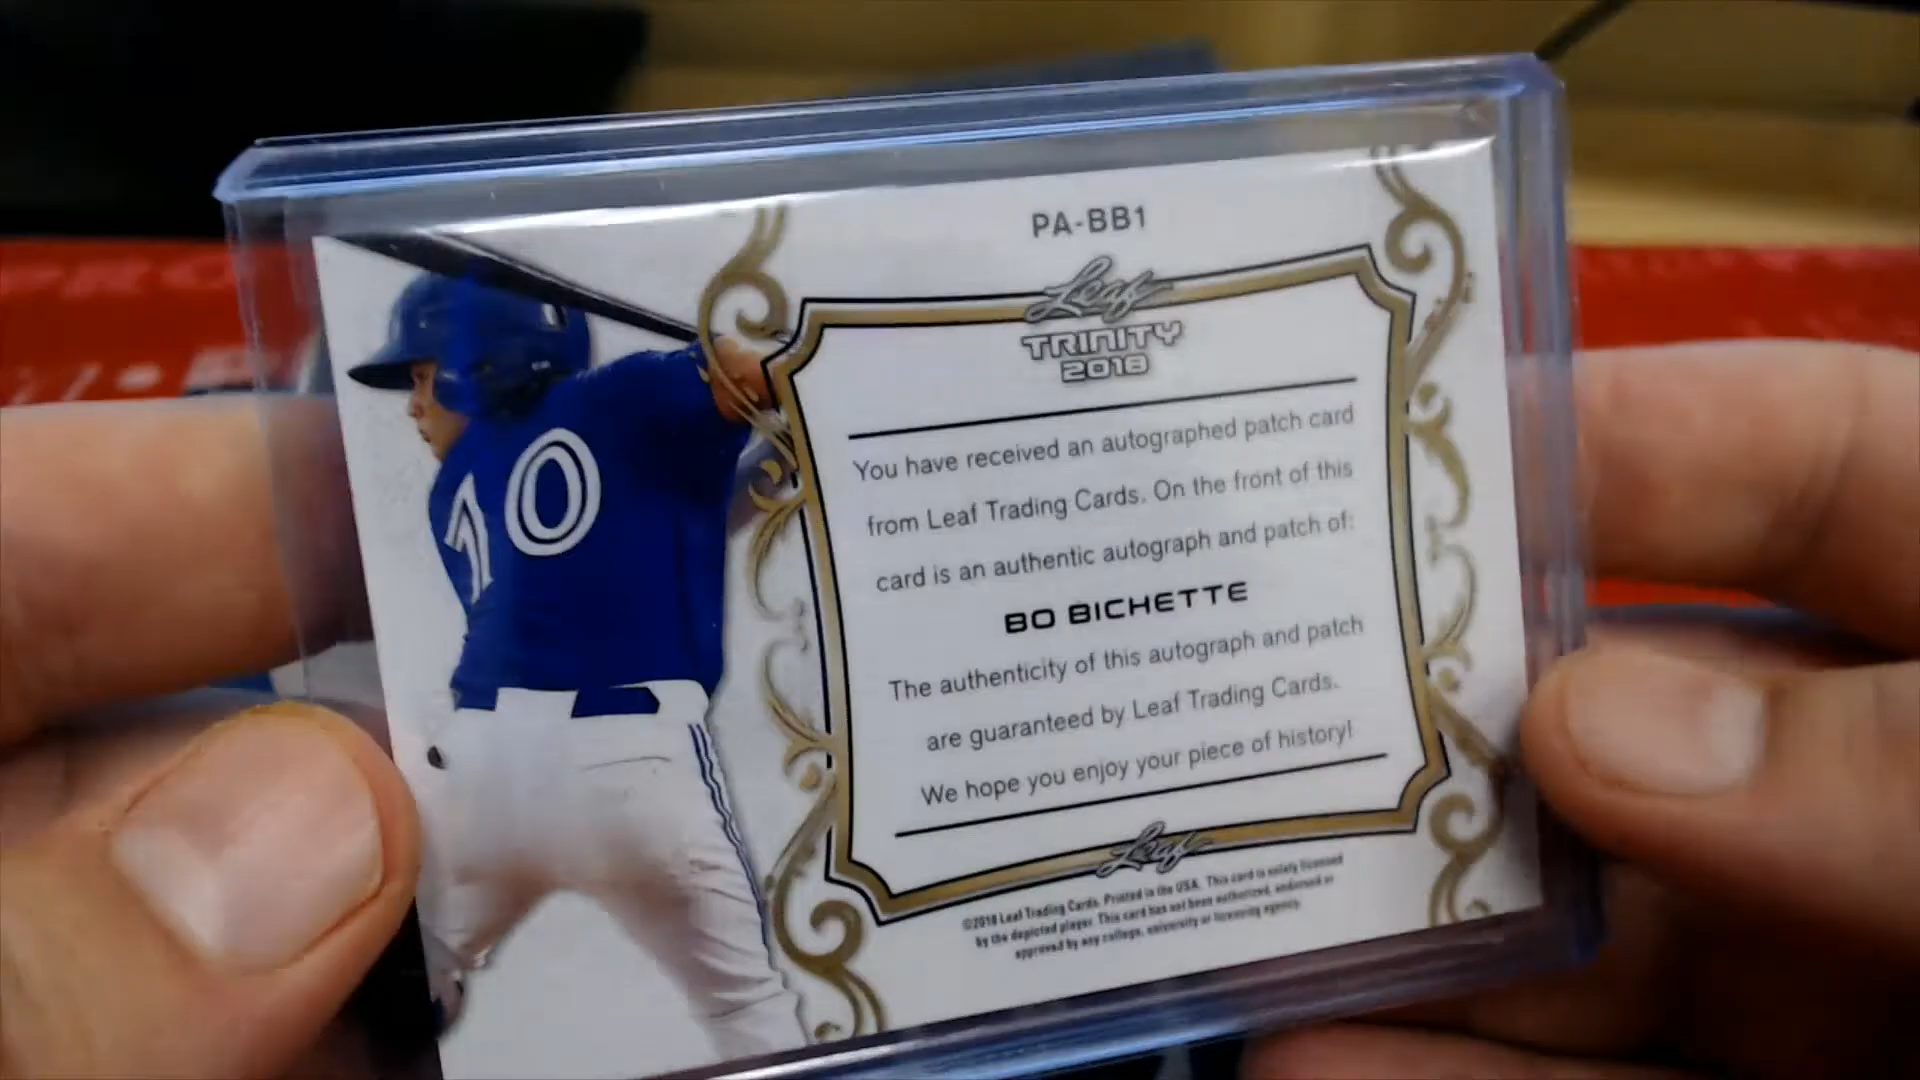 PRO
PA-BB1
Leaf
TRINITY
2018
10
You have received an autographed patch card
from Leaf Trading Cards. On the front of this
card is an authentic autograph and patch of:
BO BICHETTE
The authenticity of this autograph and patch
are guaranteed by Leaf Trading Cards.
We hope you enjoy your piece of history!
Leaf
©2018 Leaf Trading Cards. Printed in the USA. This card is solely licensed
by the depicted player. This card has not been authorized, endorsed or
approved by any college, university or licensing agency.